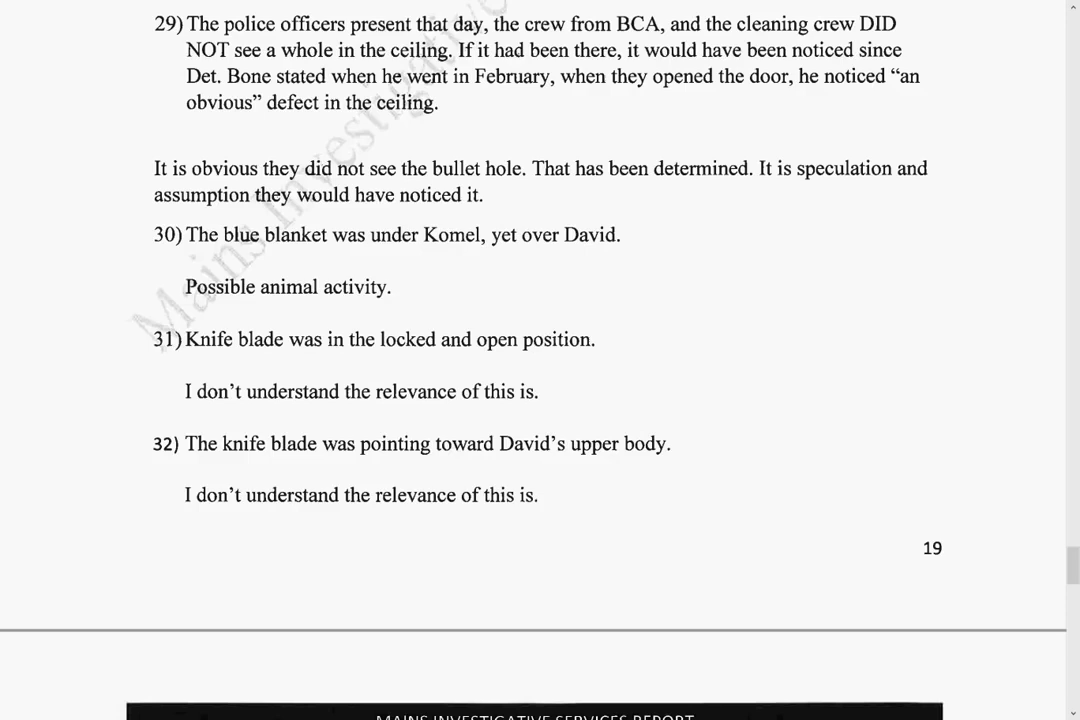 29) The police officers present that day, the crew from BCA, and the cleaning crew DID
NOT see a whole in the ceiling. If it had been there, it would have been noticed since
Det. Bone stated when he went in February, when they opened the door, he noticed “an
obvious” defect in the ceiling.
It is obvious they did not see the bullet hole. That has been determined. It is speculation and
assumption they would have noticed it.
30) The blue blanket was under Komel, yet over David.
Possible animal activity.
31) Knife blade was in the locked and open position.
I don’t understand the relevance of this is.
32) The knife blade was pointing toward David’s upper body.
I don’t understand the relevance of this is.
19
MAINS INVESTIGATIVE SERVICES REPORT
Mains Investigative